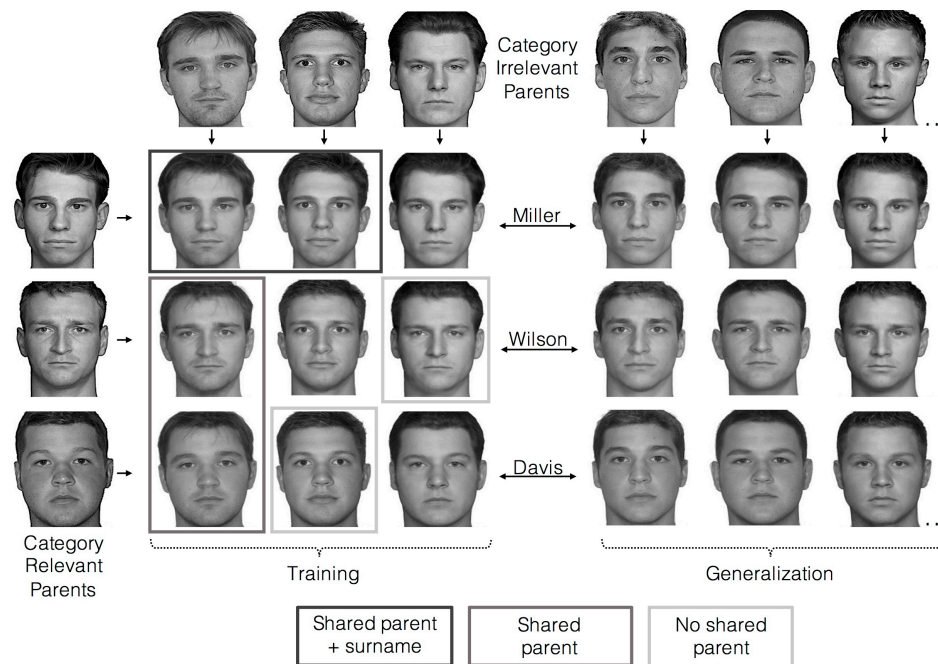 Category
Irrelevant
Parents
Miller
Wilson
Davis
Category
Relevant
Parents
Training
Generalization
Shared parent
+ surname
Shared
parent
No shared
parent